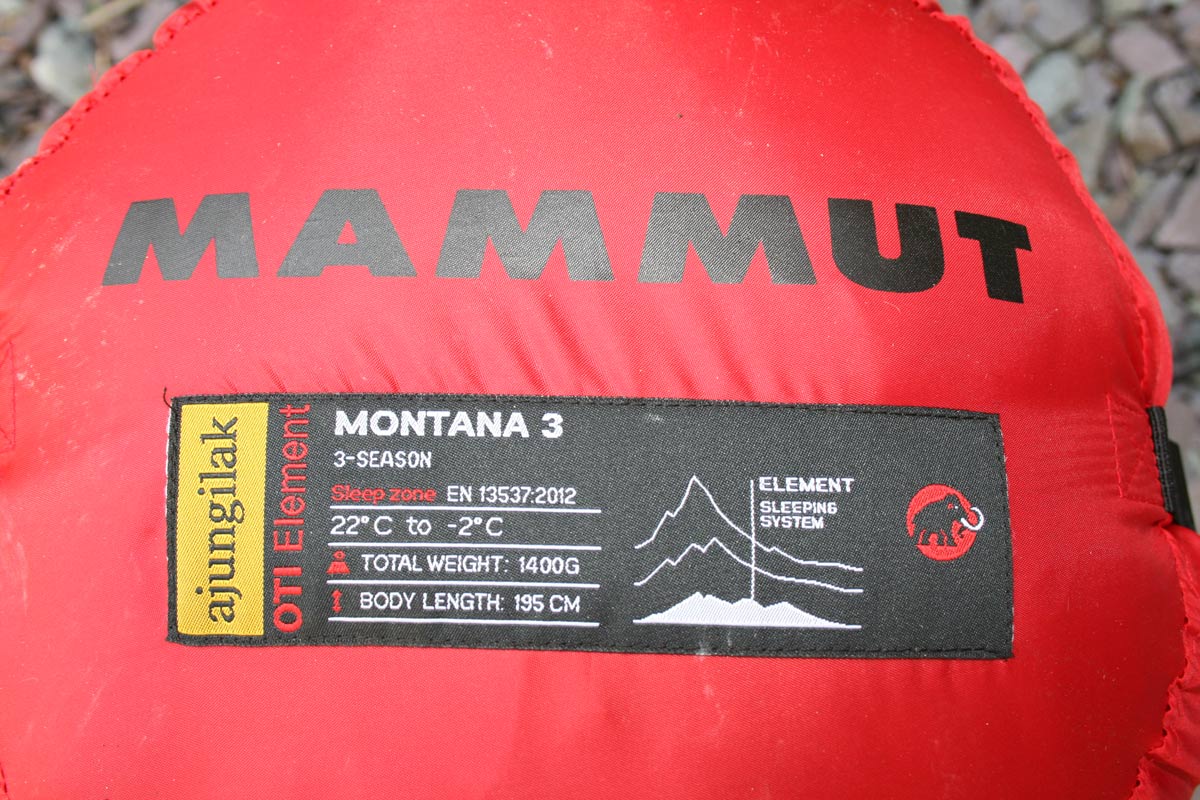 MAMMUT
ajungilak
OTI Element
MONTANA 3
3-SEASON
Sleep zone EN 13537:2012
22°C to -2°C
TOTAL WEIGHT: 1400G
BODY LENGTH: 195 CM
ELEMENT
SLEEPING
SYSTEM